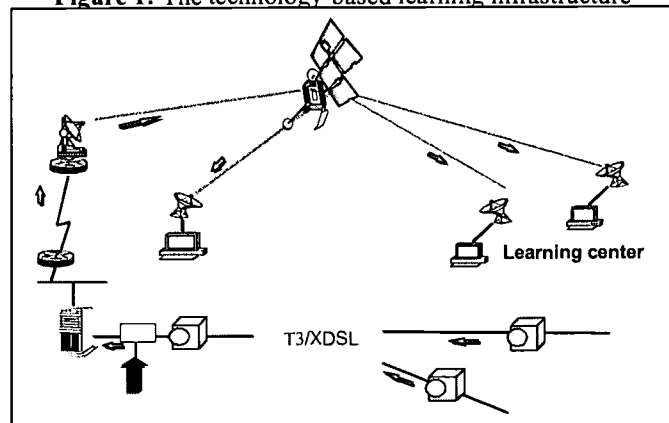 Figure 1. The technology-based learning infrastructure
Learning center
T3/XDSL